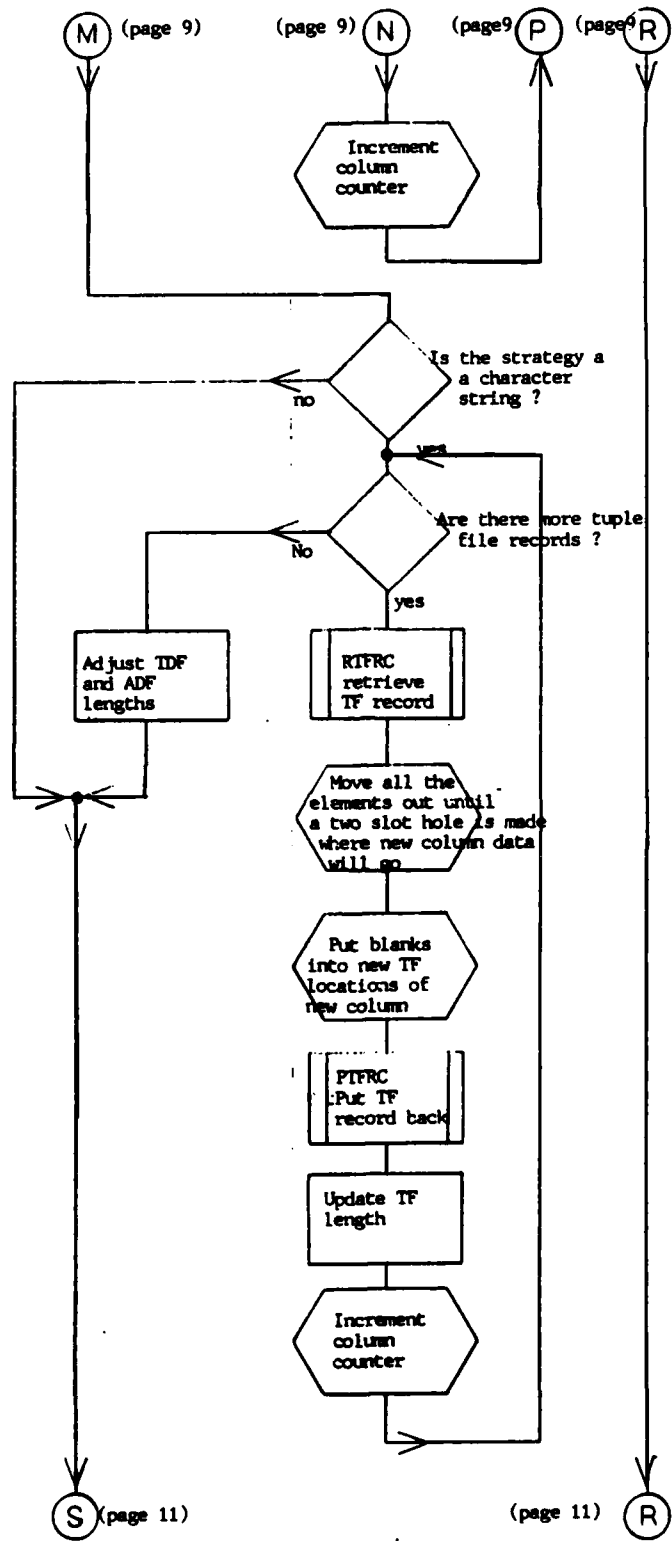 M (page 9)
(page 9) N
(page9 P
(page9 R
Increment
column
counter
Is the strategy a
a character
string ?
no
yes
Are there more tuple
file records ?
No
yes
Adjust TDF
and ADF
lengths
RTFRC
retrieve
TF record
Move all the
elements out until
a two slot hole is made
where new column data
will go
Put blanks
into new TF
locations of
new column
PTFRC
Put TF
record back
Update TF
length
Increment
column
counter
S (page 11)
(page 11) R